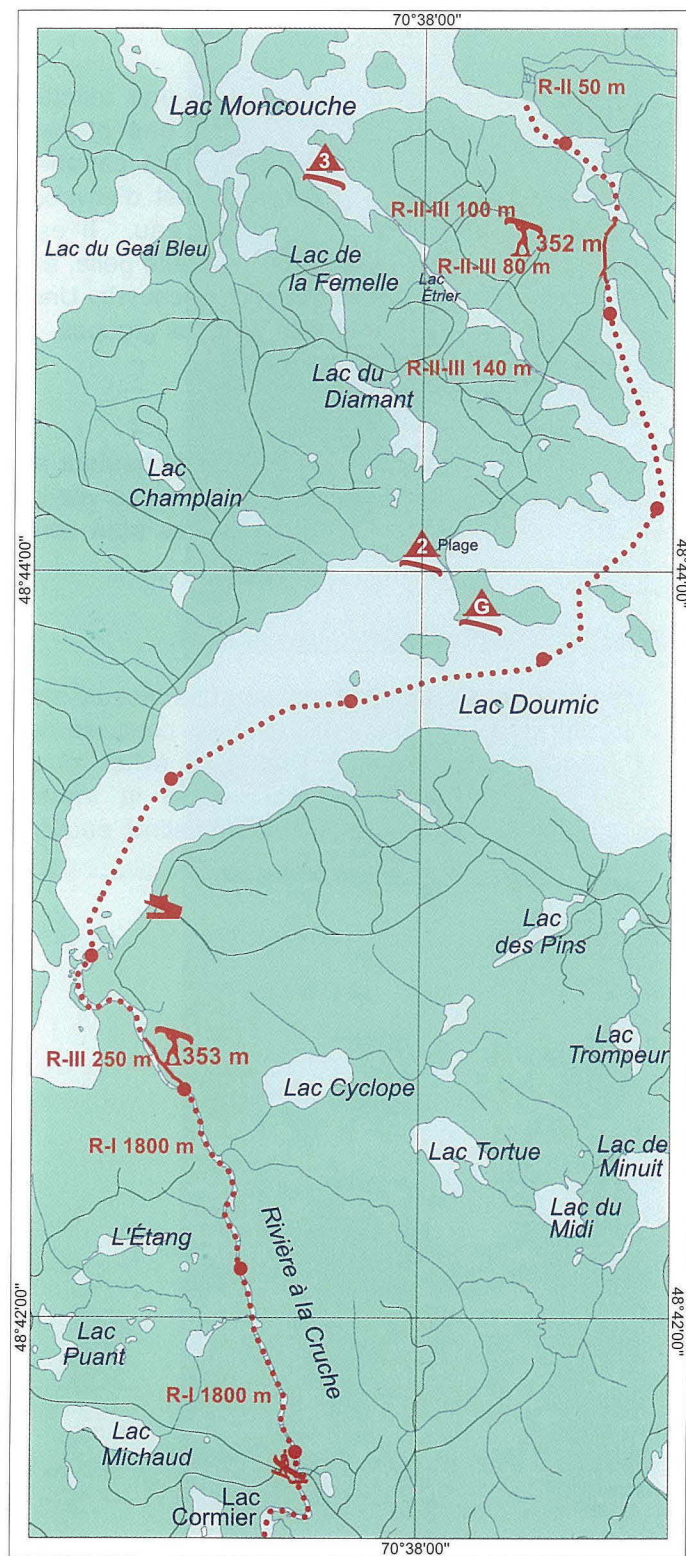 70°38'00"
R-II 50 m
Lac Moncouche
3
R-II-III 100 m
352 m
Lac du Geai Bleu
Lac de
la Femelle
R-II-III 80 m
Lac
Étrier
R-II-III 140 m
Lac du
Diamant
Lac
Champlain
2
Plage
48°44'00"
48°44'00"
G
Lac Doumic
Lac
des Pins
Lac
Trompeur
353 m
R-III 250 m
Lac Cyclope
R-I 1800 m
Lac Tortue
Lac de
Minuit
Lac du
Midi
L'Étang
Rivière à la Cruche
48°42'00"
48°42'00"
Lac
Puant
R-I 1800 m
Lac
Michaud
Lac
Cormier
70°38'00"